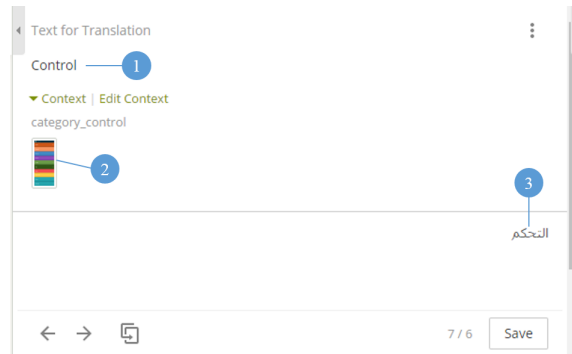 Text for Translation
Control
1
Context | Edit Context
category_control
2
3
التحكم
7 / 6
Save